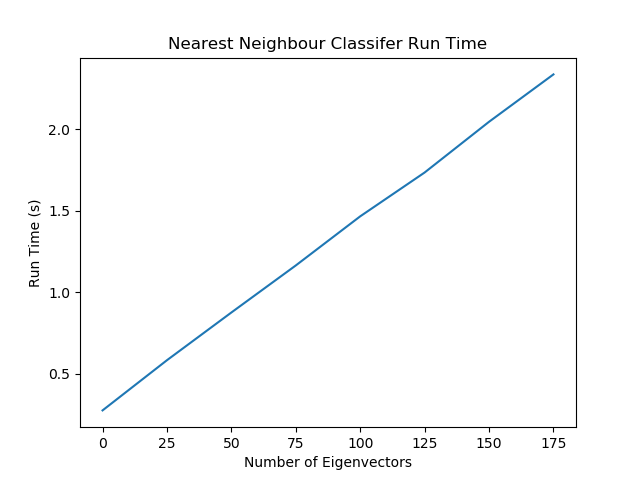 Nearest Neighbour Classifer Run Time
Run Time (s)
2.0
1.5
1.0
0.5
0 25 50 75 100 125 150 175
Number of Eigenvectors